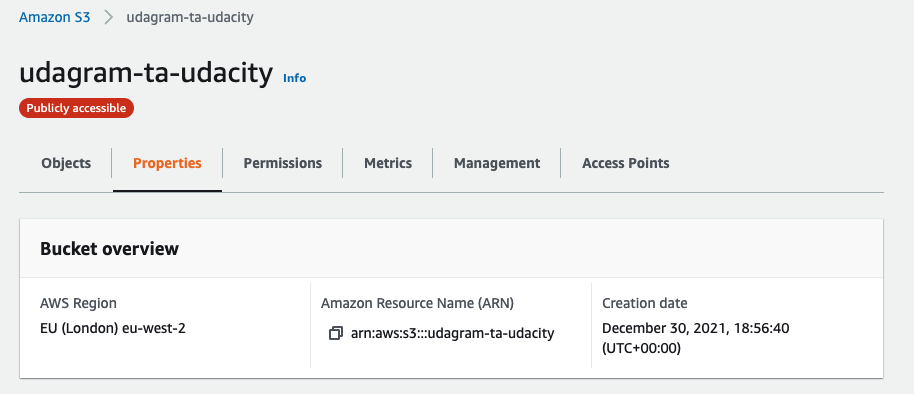 Amazon S3 > udagram-ta-udacity
udagram-ta-udacity Info
Publicly accessible
Objects Properties Permissions Metrics Management Access Points
Bucket overview
AWS Region
EU (London) eu-west-2
Amazon Resource Name (ARN)
arn:aws:s3:::udagram-ta-udacity
Creation date
December 30, 2021, 18:56:40
(UTC+00:00)